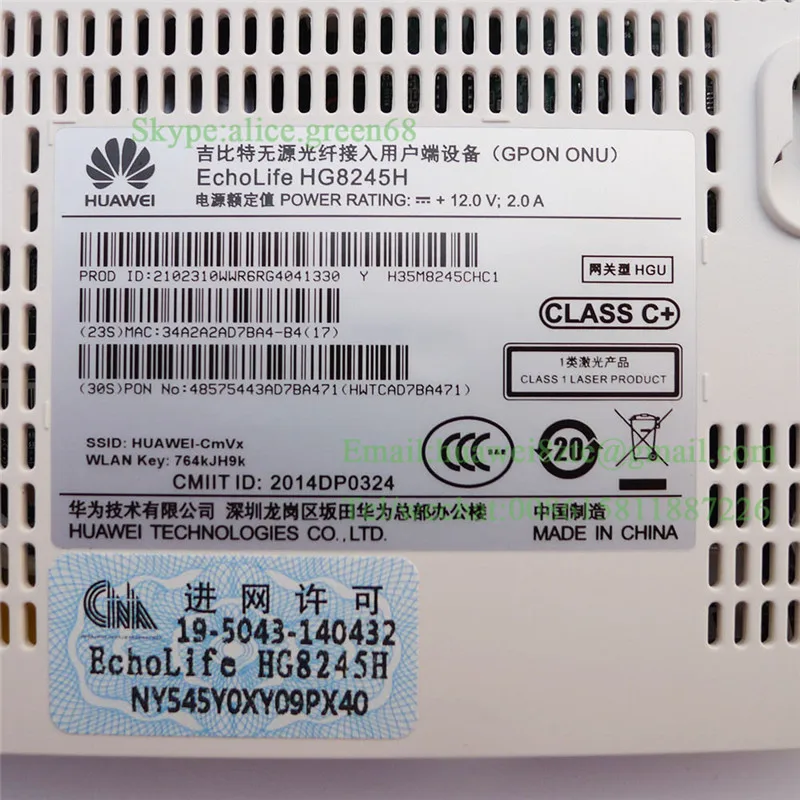 Skype:alice.green68
HUAWEI
吉比特无源光纤接入用户端设备（GPON ONU）
EchoLife HG8245H
电源额定值 POWER RATING: ⎓ + 12.0 V; 2.0 A
PROD ID:2102310WWR6RG4041330 Y H35M8245CHC1
网关型 HGU
(23S)MAC:34A2A2AD7BA4-B4(17)
CLASS C+
(30S)PON No:48575443AD7BA471(HWTCAD7BA471)
1类激光产品
CLASS 1 LASER PRODUCT
SSID: HUAWEI-CmVx
WLAN Key: 764kJH9k
CCC
20
Email:huawei8zte@gmail.com
CMIIT ID: 2014DP0324
华为技术有限公司 深圳龙岗区坂田华为总部办公楼 中国制造
HUAWEI TECHNOLOGIES CO.,LTD. MADE IN CHINA
进网许可
19-5043-140432
EchoLife HG8245H
NY545Y0XY09PX40